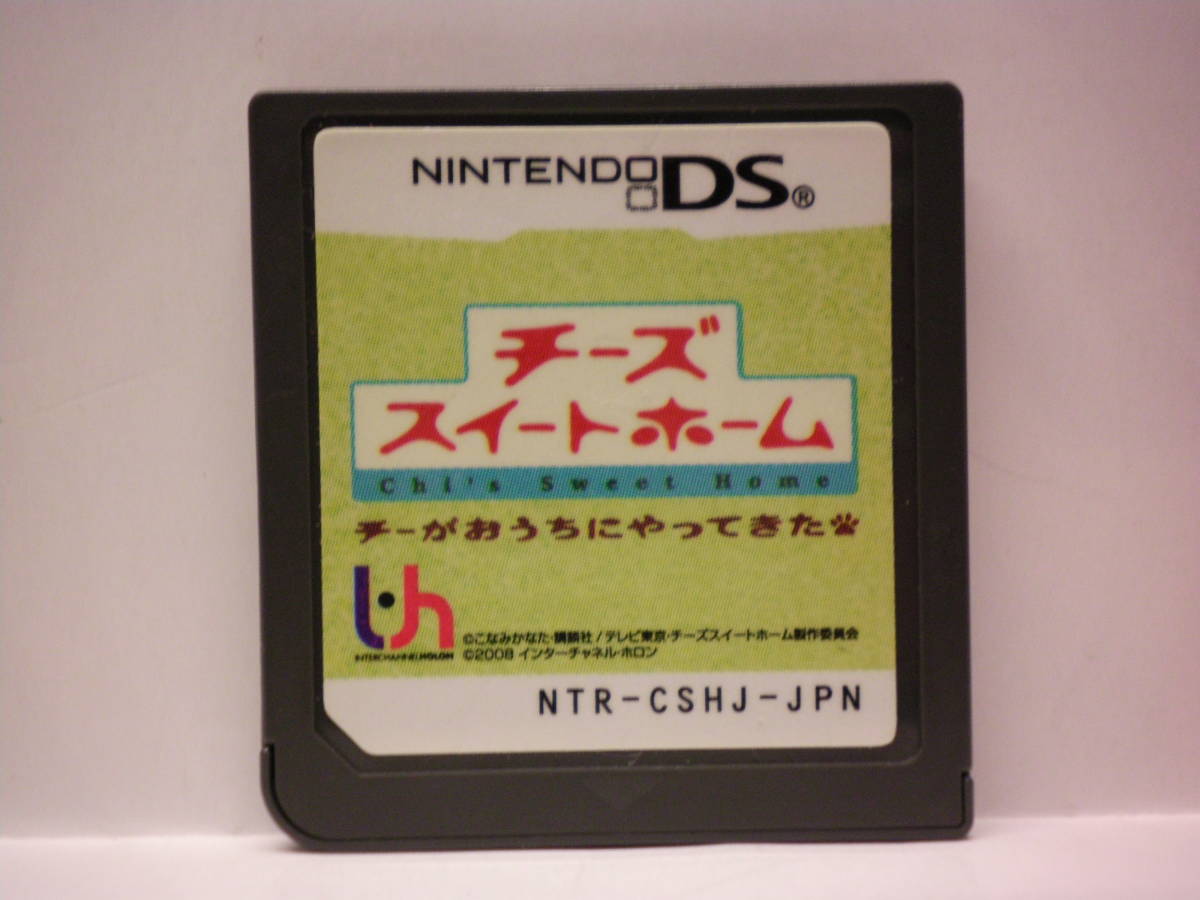 NINTENDO DS®
チーズ
スイートホーム
Chi's Sweet Home
チーがおうちにやってきた
INTERCHANNEL-HOLON
©こなみかなた・講談社/テレビ東京・チーズスイートホーム製作委員会
©2008 インターチャネル・ホロン
NTR-CSHJ-JPN